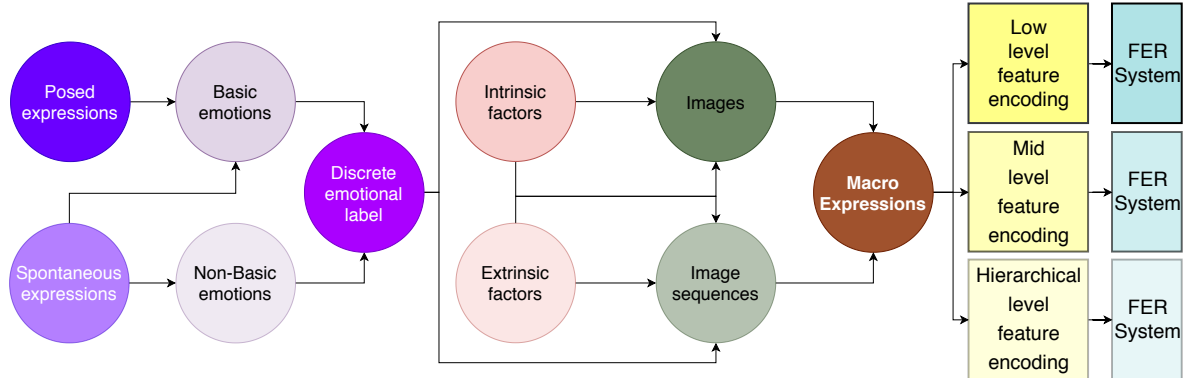 Posed
expressions
Basic
emotions
Spontaneous
expressions
Non-Basic
emotions
Discrete
emotional
label
Intrinsic
factors
Extrinsic
factors
Images
Image
sequences
Macro
Expressions
Low
level
feature
encoding
FER
System
Mid
level
feature
encoding
FER
System
Hierarchical
level
feature
encoding
FER
System